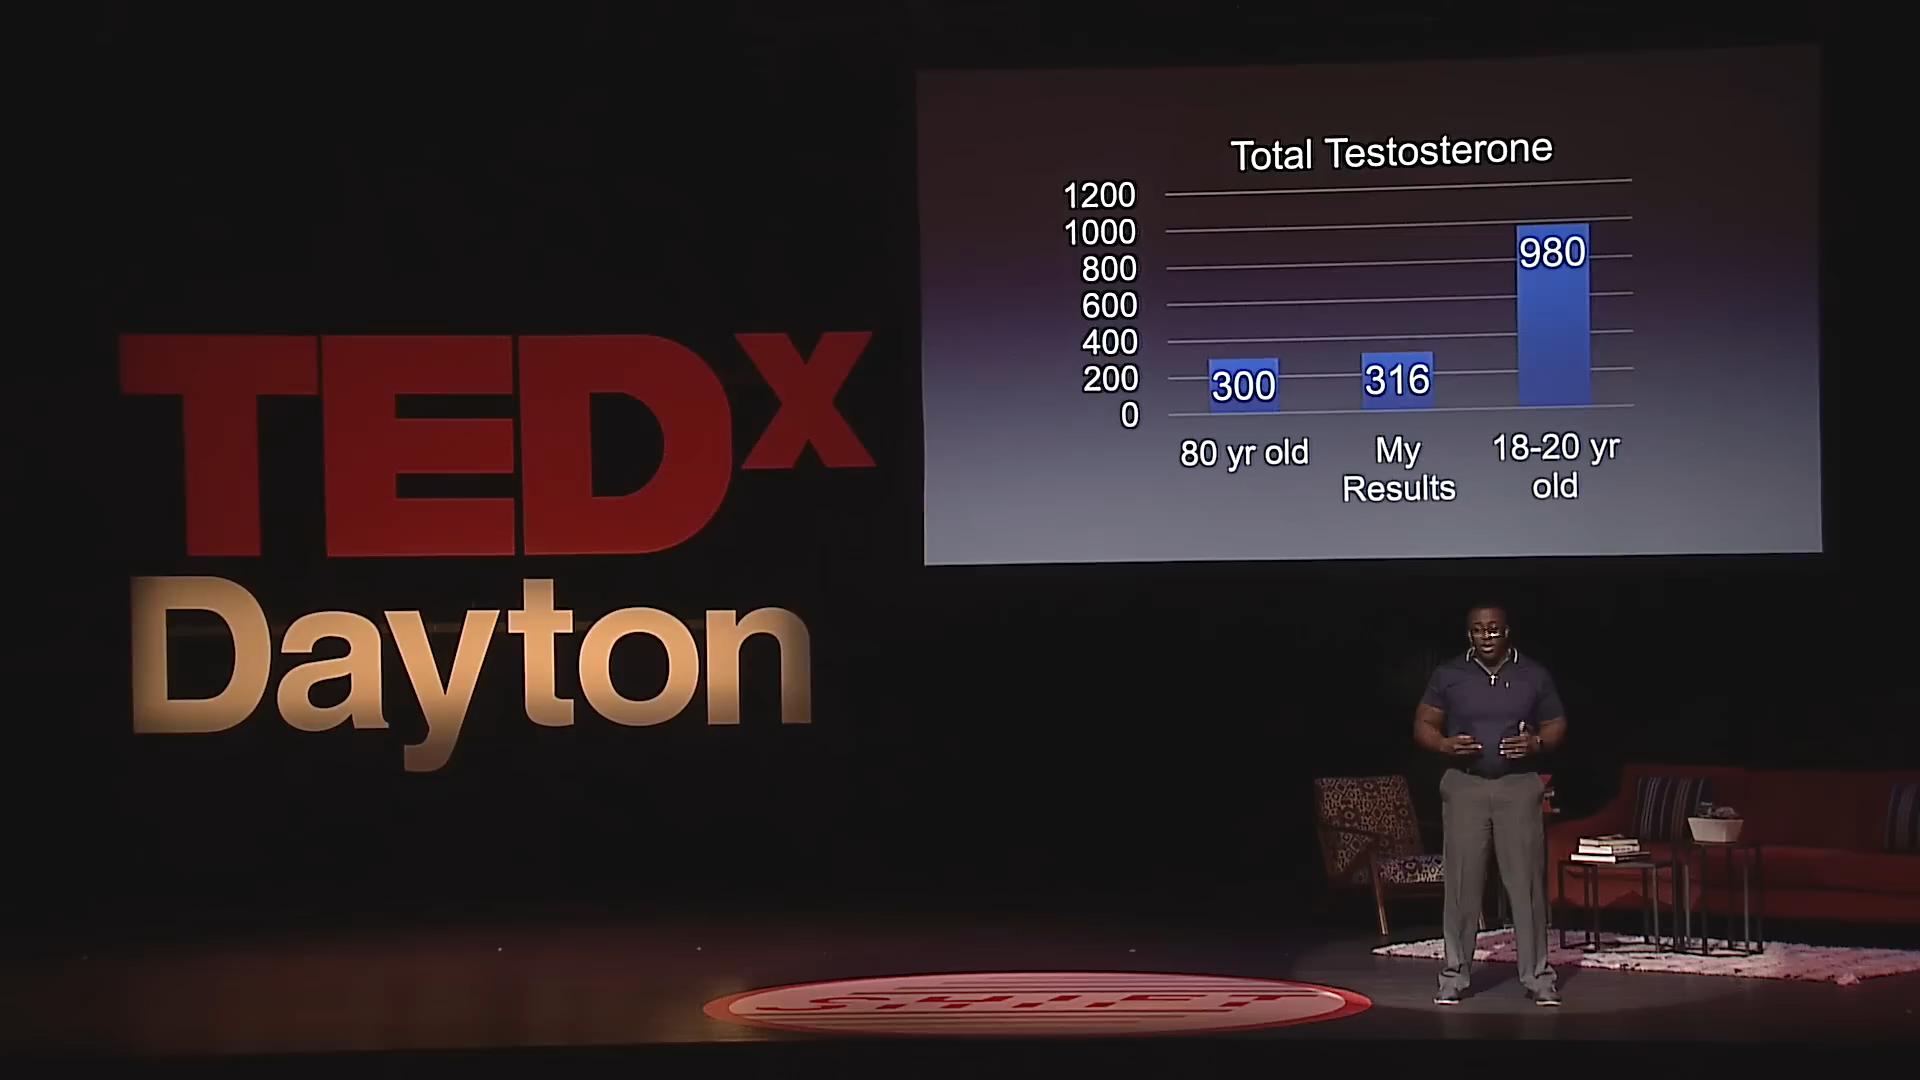 TEDx
Dayton
Total Testosterone
1200
1000
800
600
400
200
0
980
300
316
80 yr old
My
Results
18-20 yr
old
SHIFT